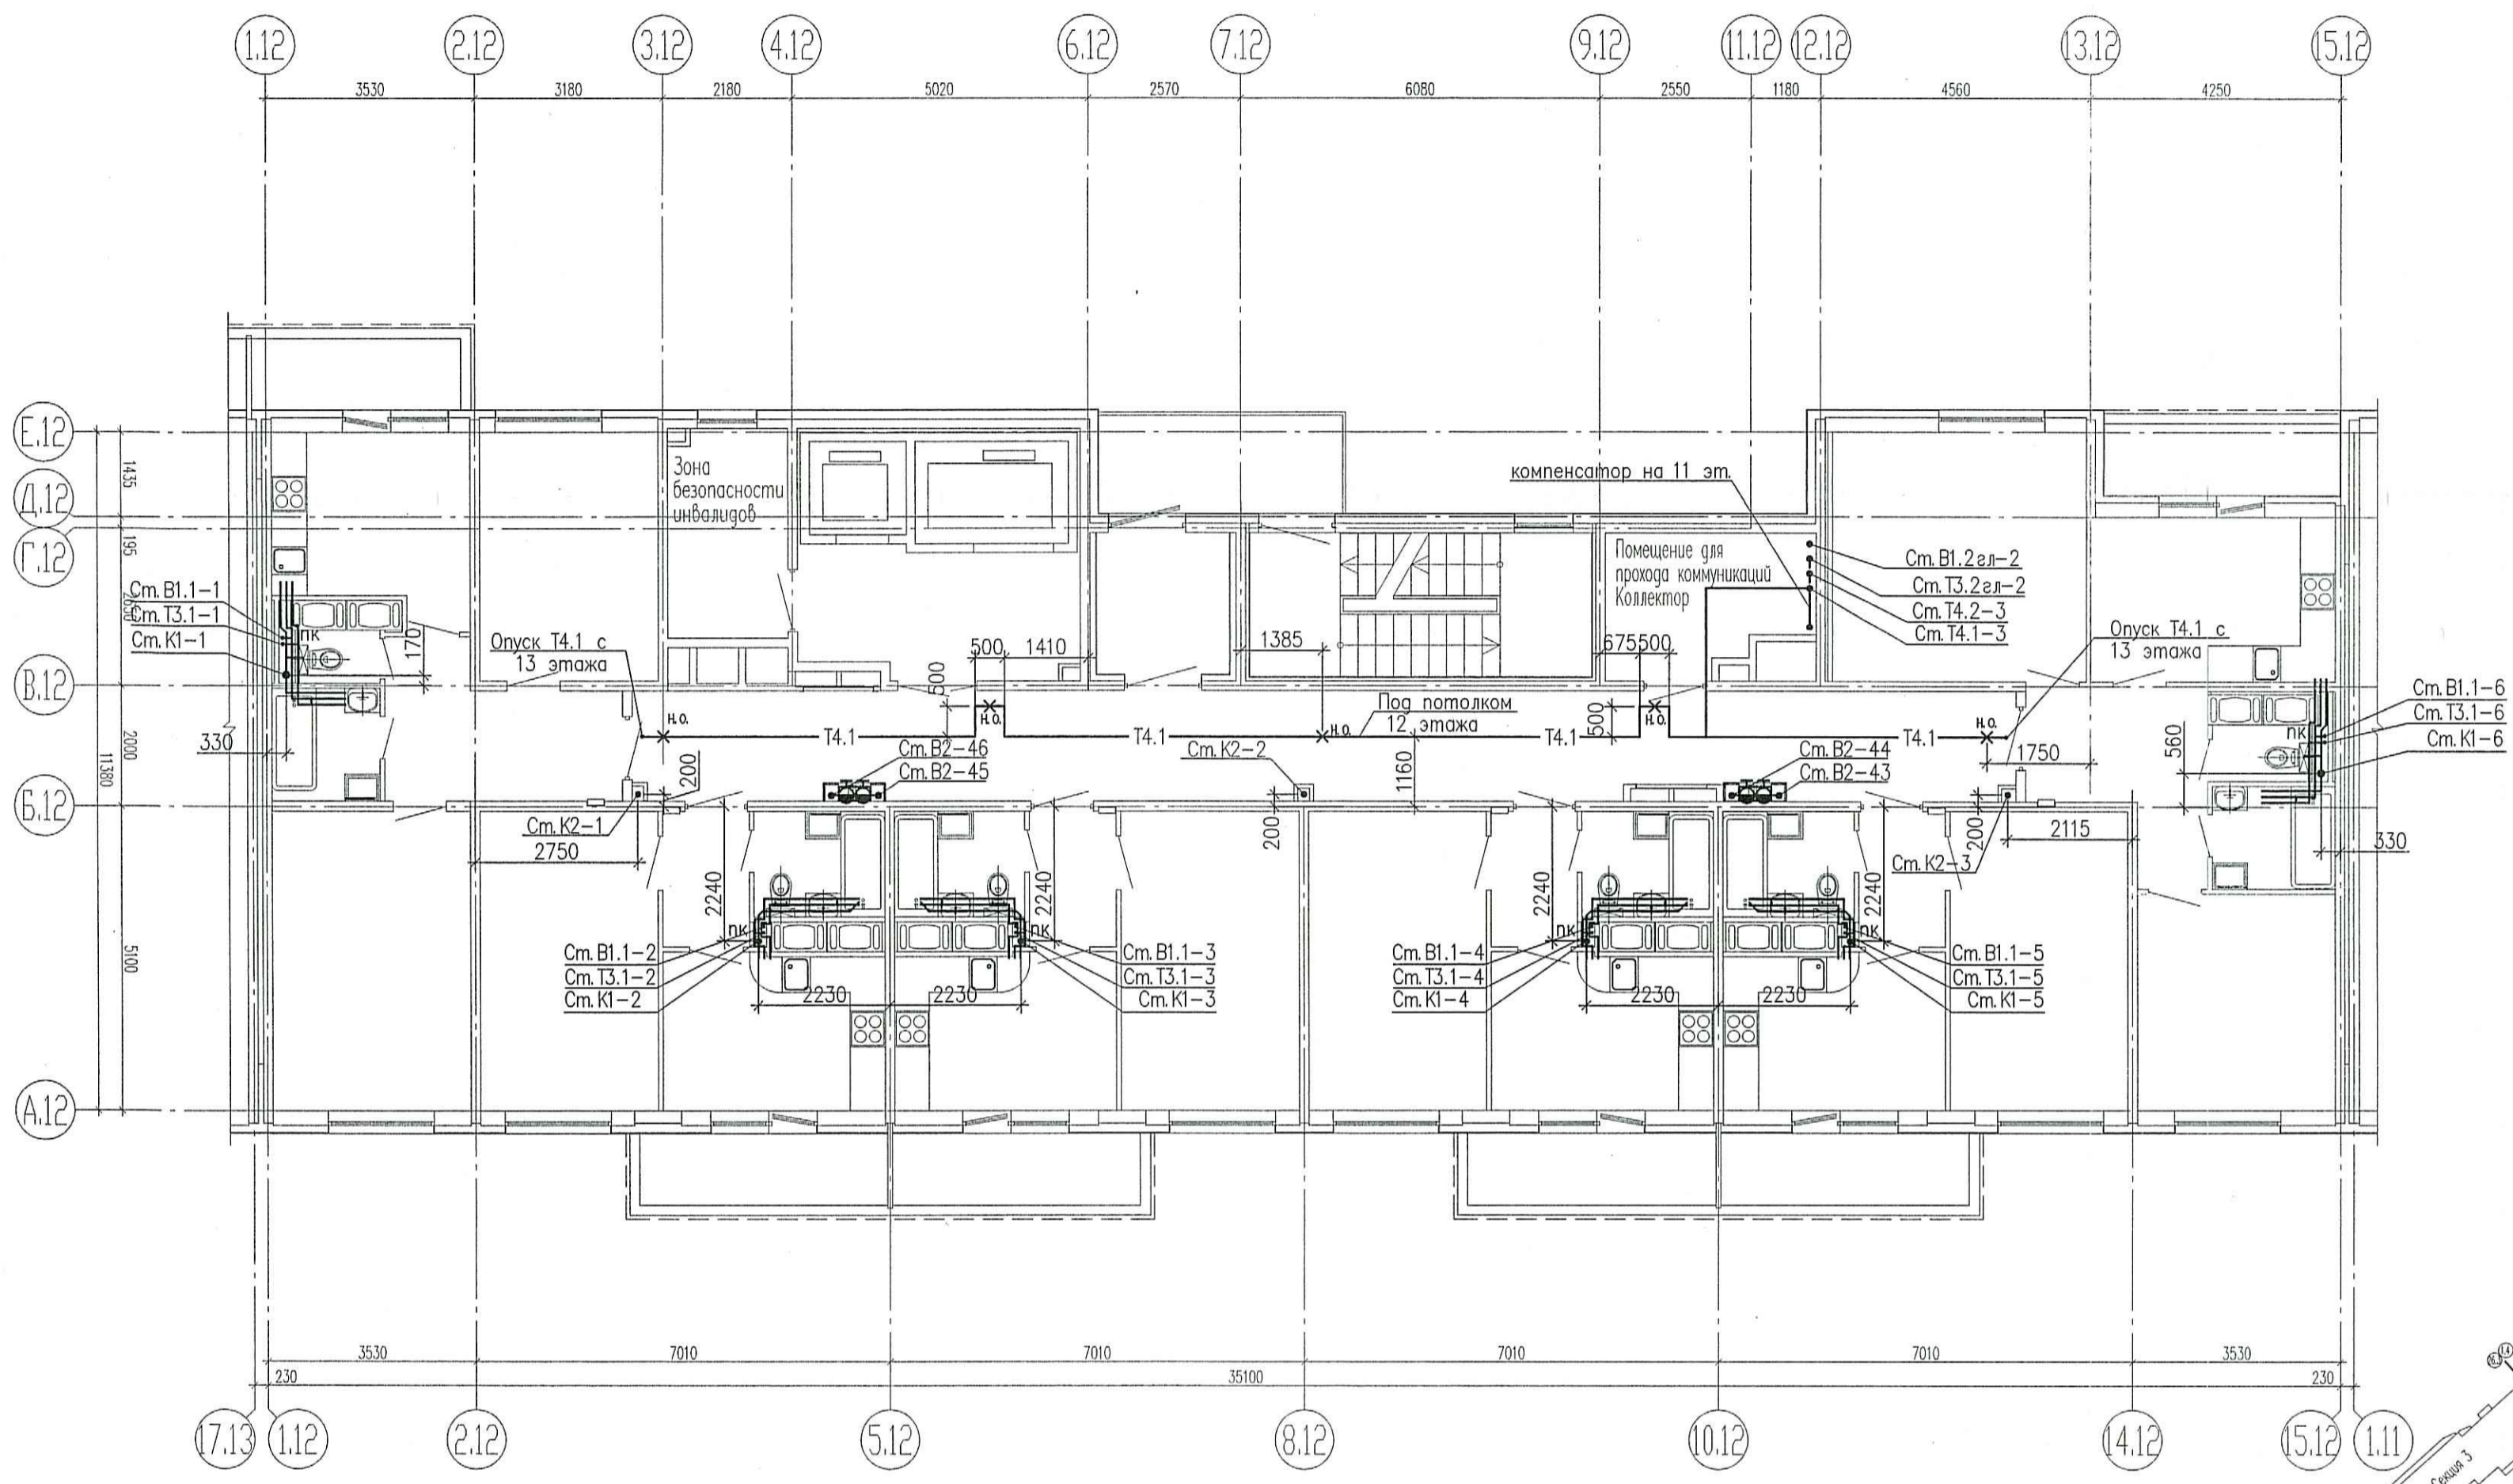 1.12 2.12 3.12 4.12 6.12 7.12 9.12 11.12 12.12 13.12 15.12
3530 3180 2180 5020 2570 6080 2550 1180 4560 4250
Е.12
Д.12
Г.12
В.12
Б.12
А.12
1435
195
2000
5100
11380
Зона
безопасности
инвалидов
компенсатор на 11 эт.
Помещение для
прохода коммуникаций
Коллектор
Ст. В1.2гл-2
Ст. Т3.2гл-2
Ст. Т4.2-3
Ст. Т4.1-3
Ст. В1.1-1
Ст. Т3.1-1
Ст. К1-1
пк
170
330
Опуск Т4.1 с
13 этажа
500 1410
500
1385
675 500
500
Опуск Т4.1 с
13 этажа
Ст. В1.1-6
Ст. Т3.1-6
Ст. К1-6
пк
560
330
н.о. н.о. н.о. н.о. н.о.
Под потолком
12 этажа
Т4.1 Т4.1 Т4.1 Т4.1
1750
1160
Ст. В2-46
Ст. В2-45
Ст. К2-2
Ст. В2-44
Ст. В2-43
200
200
200
Ст. К2-1
2750
Ст. К2-3
2115
2240 2240 2240 2240
пк пк пк пк
Ст. В1.1-2
Ст. Т3.1-2
Ст. К1-2
Ст. В1.1-3
Ст. Т3.1-3
Ст. К1-3
Ст. В1.1-4
Ст. Т3.1-4
Ст. К1-4
Ст. В1.1-5
Ст. Т3.1-5
Ст. К1-5
2230 2230 2230 2230
3530 7010 7010 7010 7010 3530
230 35100 230
17.13 1.12 2.12 5.12 8.12 10.12 14.12 15.12 1.11
Секция 3